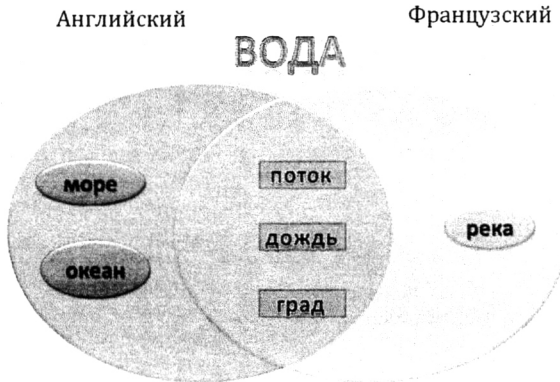 Английский
Французский
ВОДА
море
поток
дождь
река
океан
град